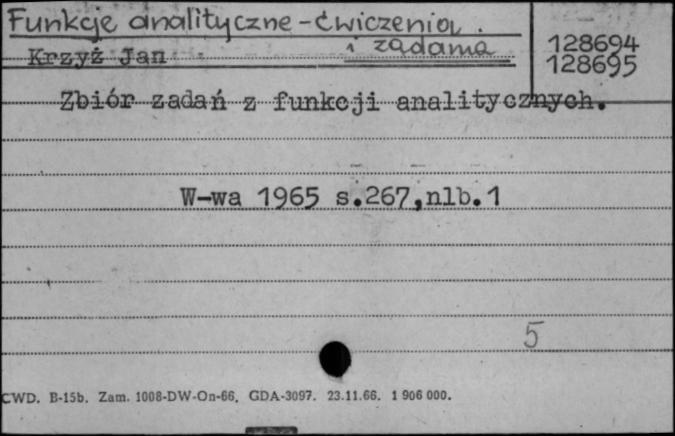 Funkcje analityczne - ćwiczenia
i zadania
Krzyż Jan
128694
128695
Zbiór zadań z funkcji analitycznych.
W-wa 1965 s.267,nlb.1
5
CWD. B-15b. Zam. 1008-DW-On-66. GDA-3097. 23.11.66. 1 906 000.